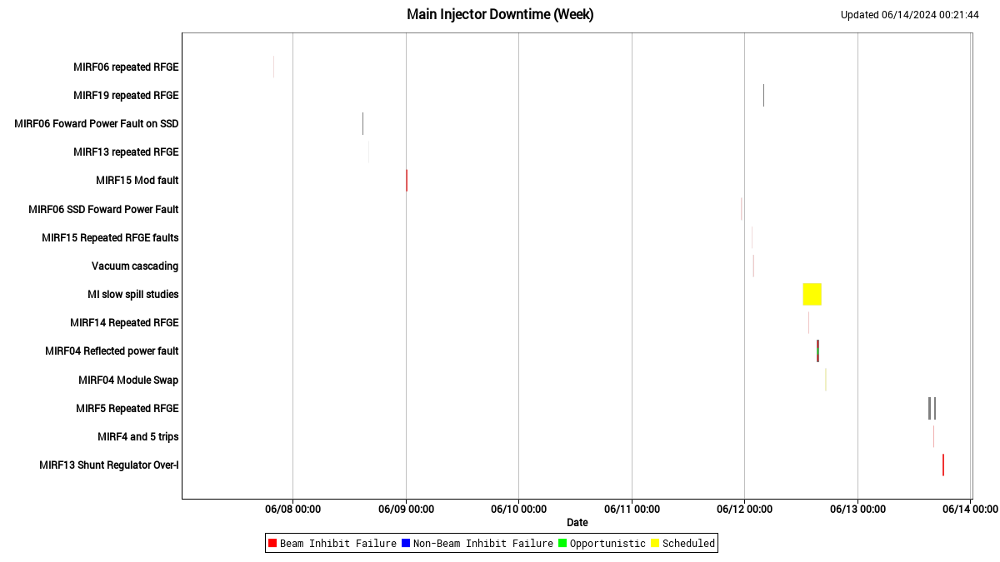 Main Injector Downtime (Week)
Updated 06/14/2024 00:21:44
MIRF06 repeated RFGE
MIRF19 repeated RFGE
MIRF06 Foward Power Fault on SSD
MIRF13 repeated RFGE
MIRF15 Mod fault
MIRF06 SSD Foward Power Fault
MIRF15 Repeated RFGE faults
Vacuum cascading
MI slow spill studies
MIRF14 Repeated RFGE
MIRF04 Reflected power fault
MIRF04 Module Swap
MIRF5 Repeated RFGE
MIRF4 and 5 trips
MIRF13 Shunt Regulator Over-I
06/08 00:00 06/09 00:00 06/10 00:00 06/11 00:00 06/12 00:00 06/13 00:00 06/14 00:00
Date
Beam Inhibit Failure Non-Beam Inhibit Failure Opportunistic Scheduled